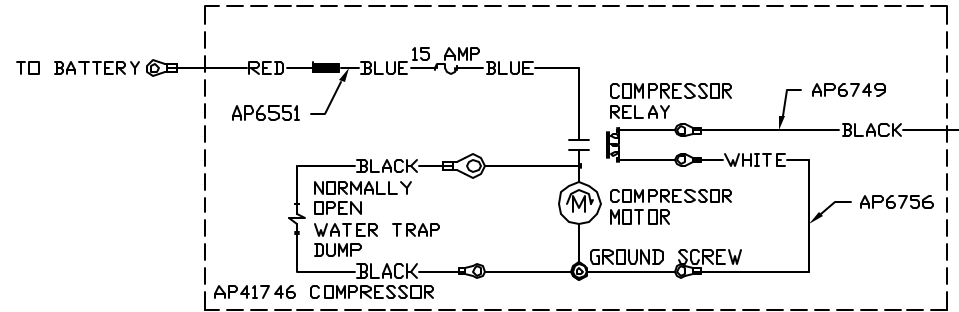 TO BATTERY
RED
BLUE
15 AMP
BLUE
AP6551
COMPRESSOR
RELAY
AP6749
BLACK
WHITE
BLACK
NORMALLY
OPEN
WATER TRAP
DUMP
M
COMPRESSOR
MOTOR
AP6756
BLACK
GROUND SCREW
AP41746 COMPRESSOR